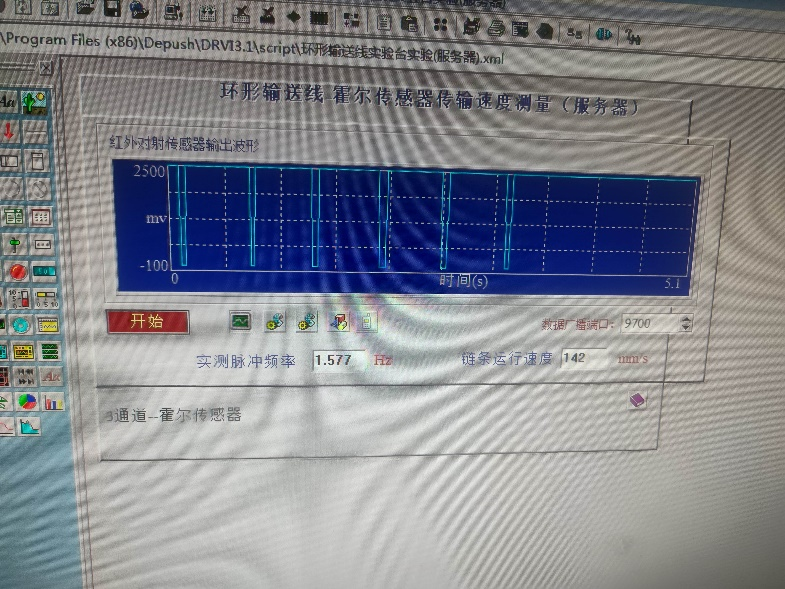 \Program Files (x86)\Depush\DRVI3.1\script\环形输送线实验台实验(服务器).xml
环形输送线-霍尔传感器传输速度测量（服务器）
红外对射传感器输出波形
2500
mv
-100
0
时间(s)
5.1
开始
数据广播端口:
9700
实测脉冲频率
1.577
Hz
链条运行速度
142
mm/s
3通道--霍尔传感器